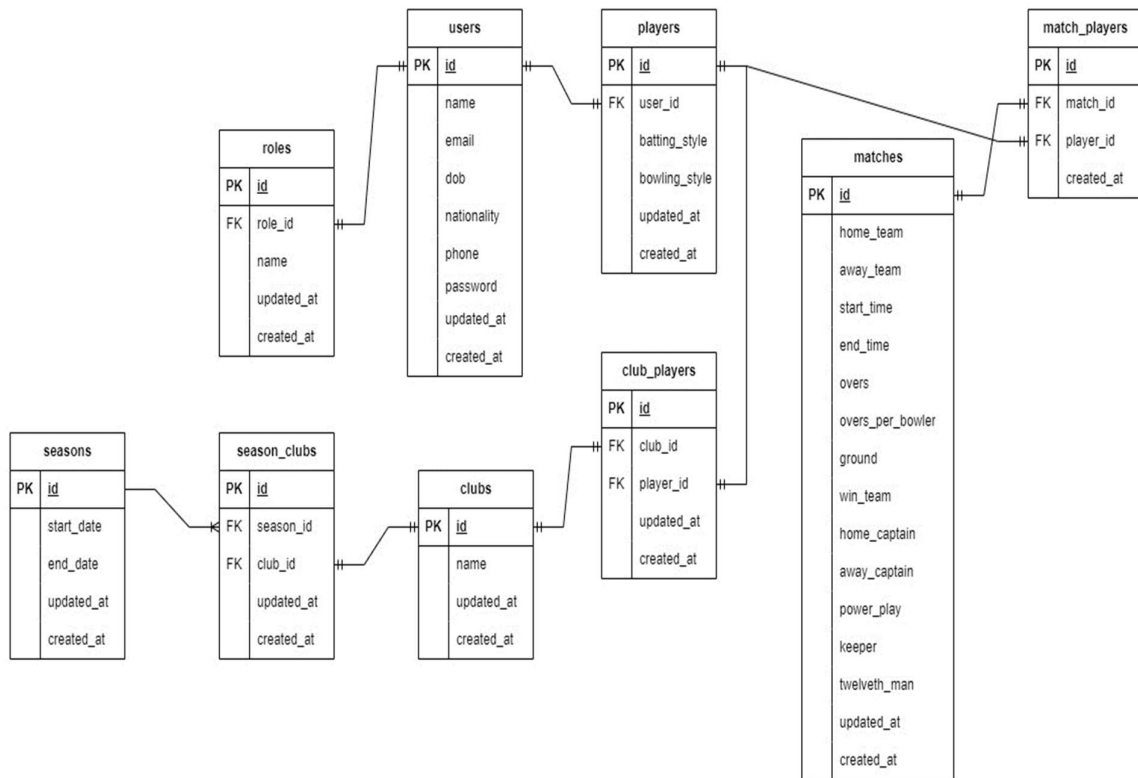 users
PK id
name
email
dob
nationality
phone
password
updated_at
created_at
players
PK id
FK user_id
batting_style
bowling_style
updated_at
created_at
match_players
PK id
FK match_id
FK player_id
created_at
roles
PK id
FK role_id
name
updated_at
created_at
matches
PK id
home_team
away_team
start_time
end_time
overs
overs_per_bowler
ground
win_team
home_captain
away_captain
power_play
keeper
twelveth_man
updated_at
created_at
club_players
PK id
FK club_id
FK player_id
updated_at
created_at
seasons
PK id
start_date
end_date
updated_at
created_at
season_clubs
PK id
FK season_id
FK club_id
updated_at
created_at
clubs
PK id
name
updated_at
created_at